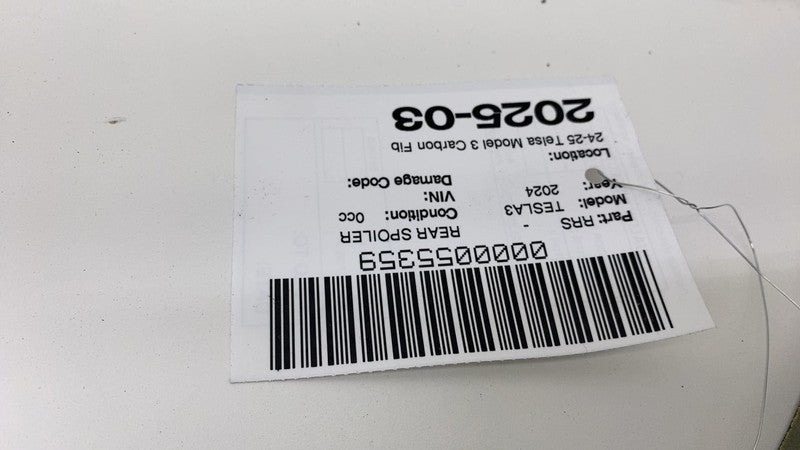 0000055359
Part: RRS - REAR SPOILER
Model: TESLA3 Condition: 0cc
Year: 2024 VIN:
Damage Code:
Location:
24-25 Telsa Model 3 Carbon Fib
2025-03